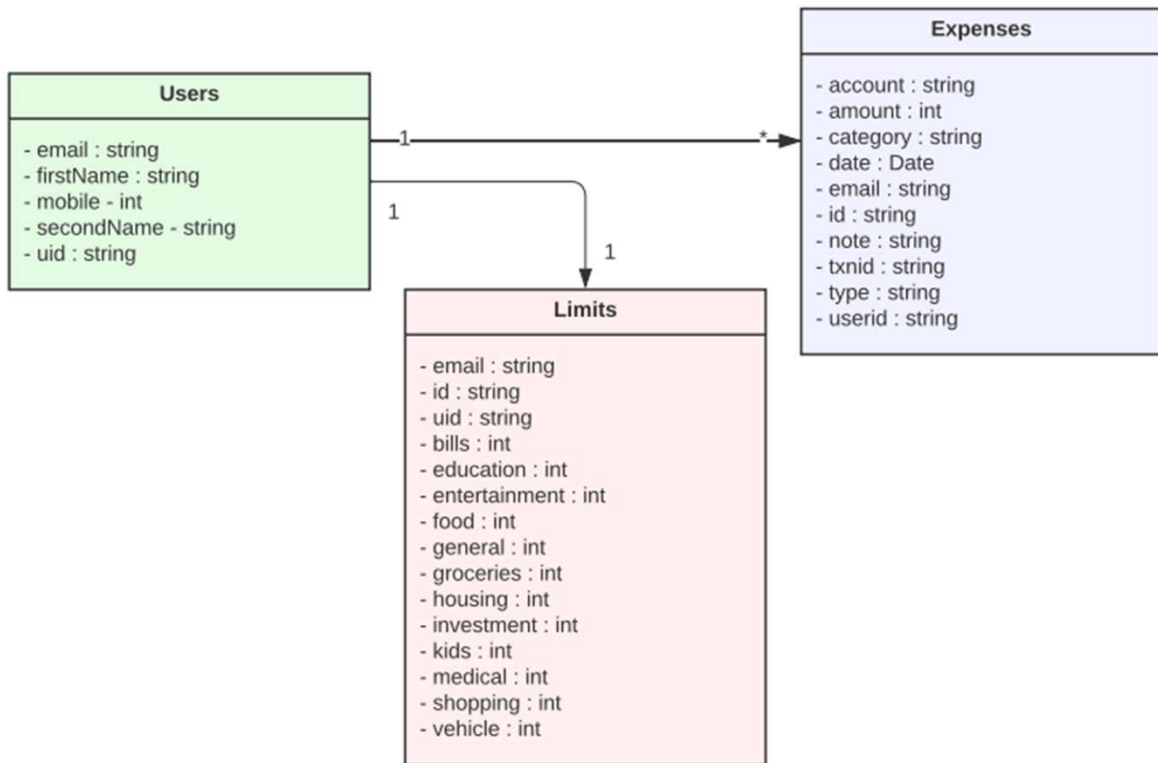 Users
- email : string
- firstName : string
- mobile - int
- secondName - string
- uid : string
1
*
1
1
Expenses
- account : string
- amount : int
- category : string
- date : Date
- email : string
- id : string
- note : string
- txnid : string
- type : string
- userid : string
Limits
- email : string
- id : string
- uid : string
- bills : int
- education : int
- entertainment : int
- food : int
- general : int
- groceries : int
- housing : int
- investment : int
- kids : int
- medical : int
- shopping : int
- vehicle : int